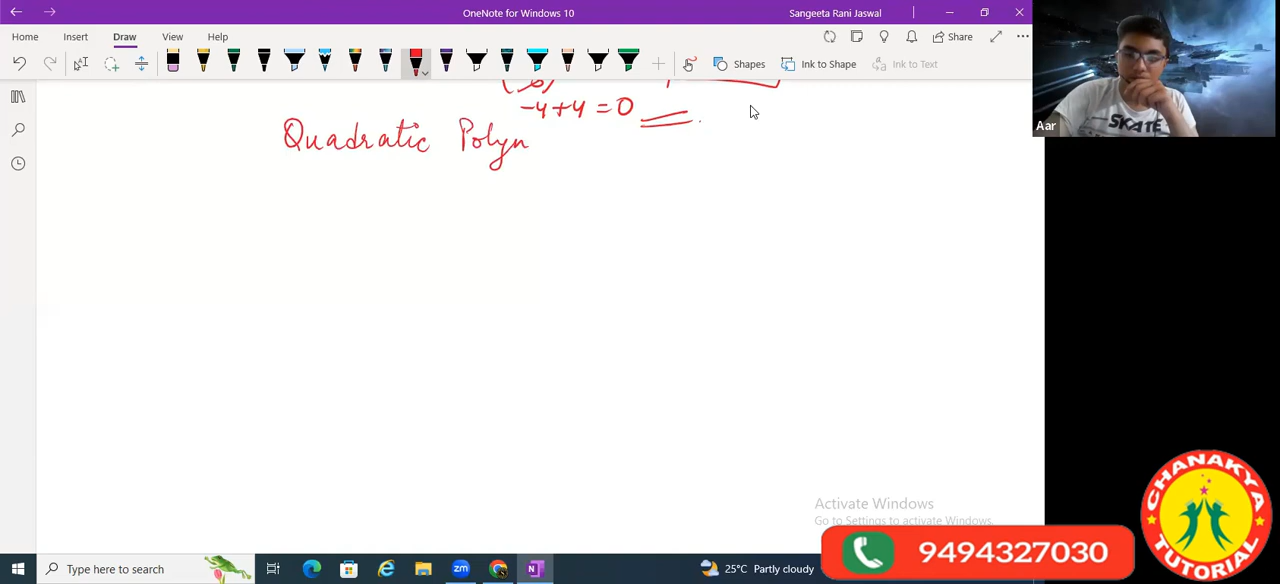 OneNote for Windows 10
Sangeeta Rani Jaswal
Home Insert Draw View Help
Share
Shapes
Ink to Shape
Ink to Text
-4+4 = 0
Quadratic Polyn
SKATE
Aar
Activate Windows
Go to Settings to activate Windows.
CHANAKYA
TUTORIAL
9494327030
Type here to search
zm
N
25°C Partly cloudy